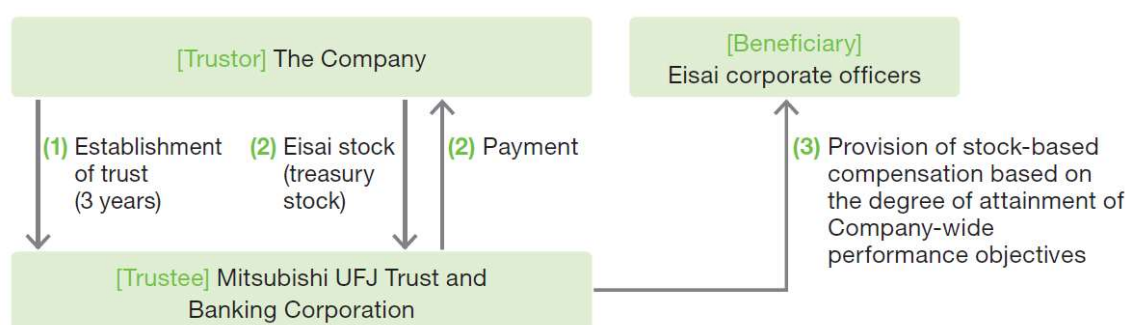 [Trustor] The Company
[Beneficiary]
Eisai corporate officers
(1) Establishment
of trust
(3 years)
(2) Eisai stock
(treasury
stock)
(2) Payment
(3) Provision of stock-based
compensation based on
the degree of attainment of
Company-wide
performance objectives
[Trustee] Mitsubishi UFJ Trust and
Banking Corporation